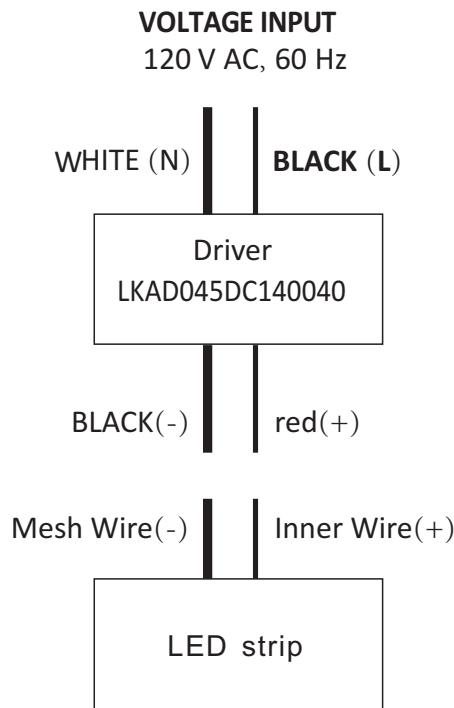 VOLTAGE INPUT
120 V AC, 60 Hz
WHITE (N)
BLACK (L)
Driver
LKAD045DC140040
BLACK(-)
red(+)
Mesh Wire(-)
Inner Wire(+)
LED strip